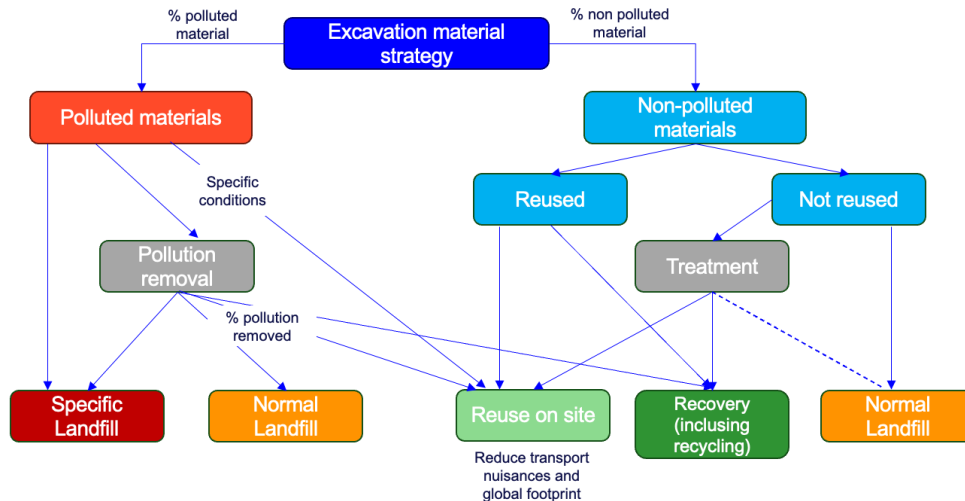 % polluted
material
Excavation material
strategy
% non polluted
material
Polluted materials
Non-polluted
materials
Specific
conditions
Reused
Not reused
Pollution
removal
Treatment
% pollution
removed
Specific
Landfill
Normal
Landfill
Reuse on site
Recovery
(inclusing
recycling)
Normal
Landfill
Reduce transport
nuisances and
global footprint